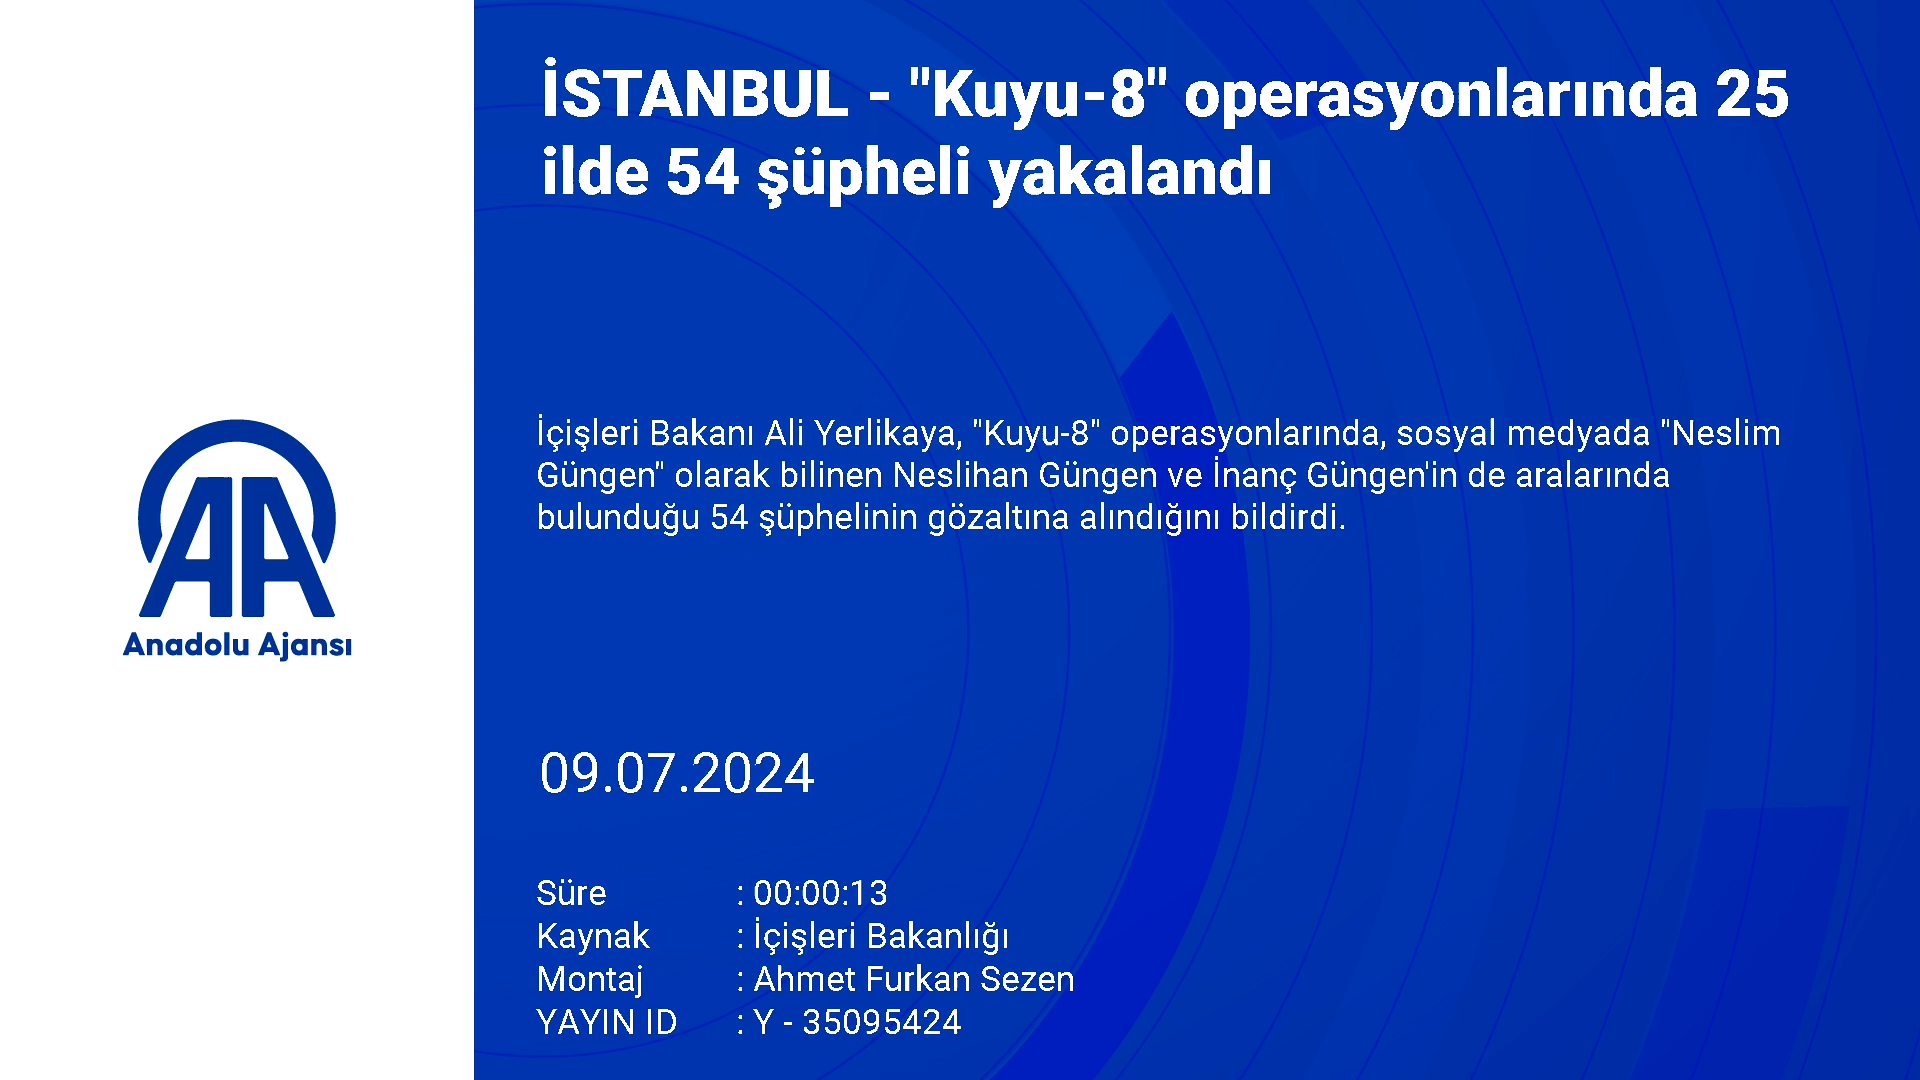 İSTANBUL - "Kuyu-8" operasyonlarında 25
ilde 54 şüpheli yakalandı
İçişleri Bakanı Ali Yerlikaya, "Kuyu-8" operasyonlarında, sosyal medyada "Neslim
Güngen" olarak bilinen Neslihan Güngen ve İnanç Güngen'in de aralarında
bulunduğu 54 şüphelinin gözaltına alındığını bildirdi.
AA
Anadolu Ajansı
09.07.2024
Süre : 00:00:13
Kaynak : İçişleri Bakanlığı
Montaj : Ahmet Furkan Sezen
YAYIN ID : Y - 35095424